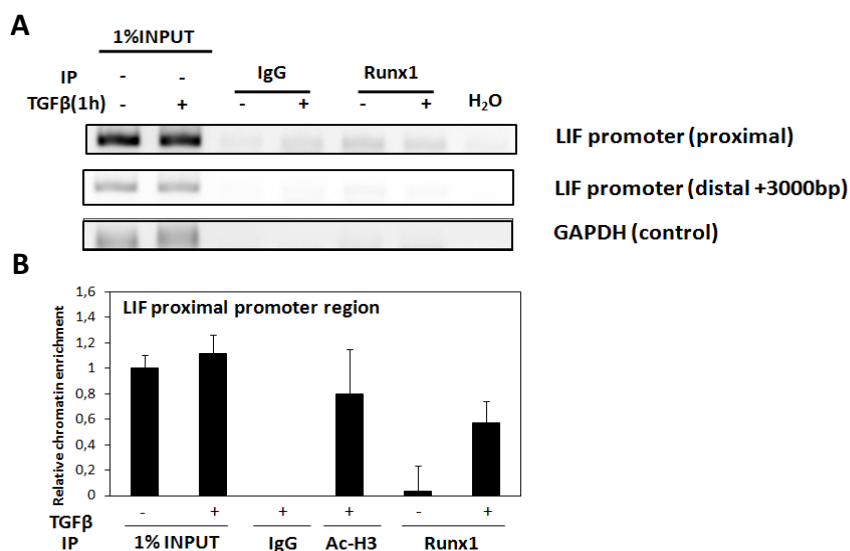 A
1%INPUT
IP - - IgG Runx1
TGFβ(1h) - + - + - + H₂O
LIF promoter (proximal)
LIF promoter (distal +3000bp)
GAPDH (control)
B
LIF proximal promoter region
Relative chromatin enrichment
1,6
1,4
1,2
1
0,8
0,6
0,4
0,2
0
TGFβ - + + + - +
IP 1% INPUT IgG Ac-H3 Runx1